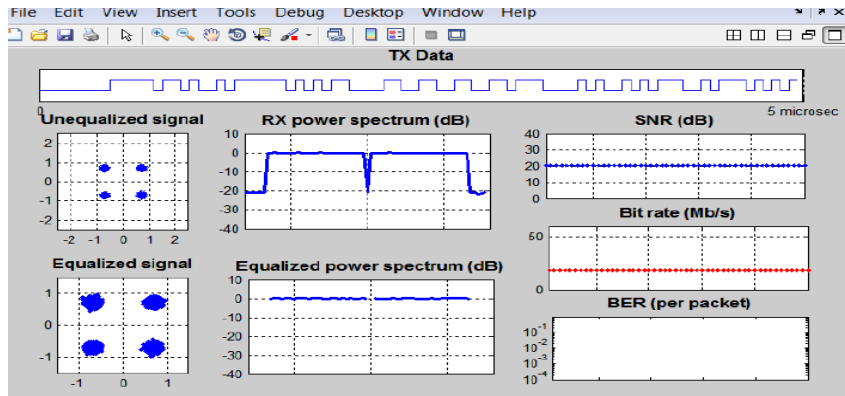 File Edit View Insert Tools Debug Desktop Window Help
TX Data
0
5 microsec
Unequalized signal
2
1
0
-1
-2
-2 -1 0 1 2
RX power spectrum (dB)
10
0
-10
-20
-30
-40
SNR (dB)
40
30
20
10
0
Bit rate (Mb/s)
60
0
Equalized signal
1
0
-1
-1 0 1
Equalized power spectrum (dB)
10
0
-10
-20
-30
-40
BER (per packet)
10-1
10-2
10-3
10-4